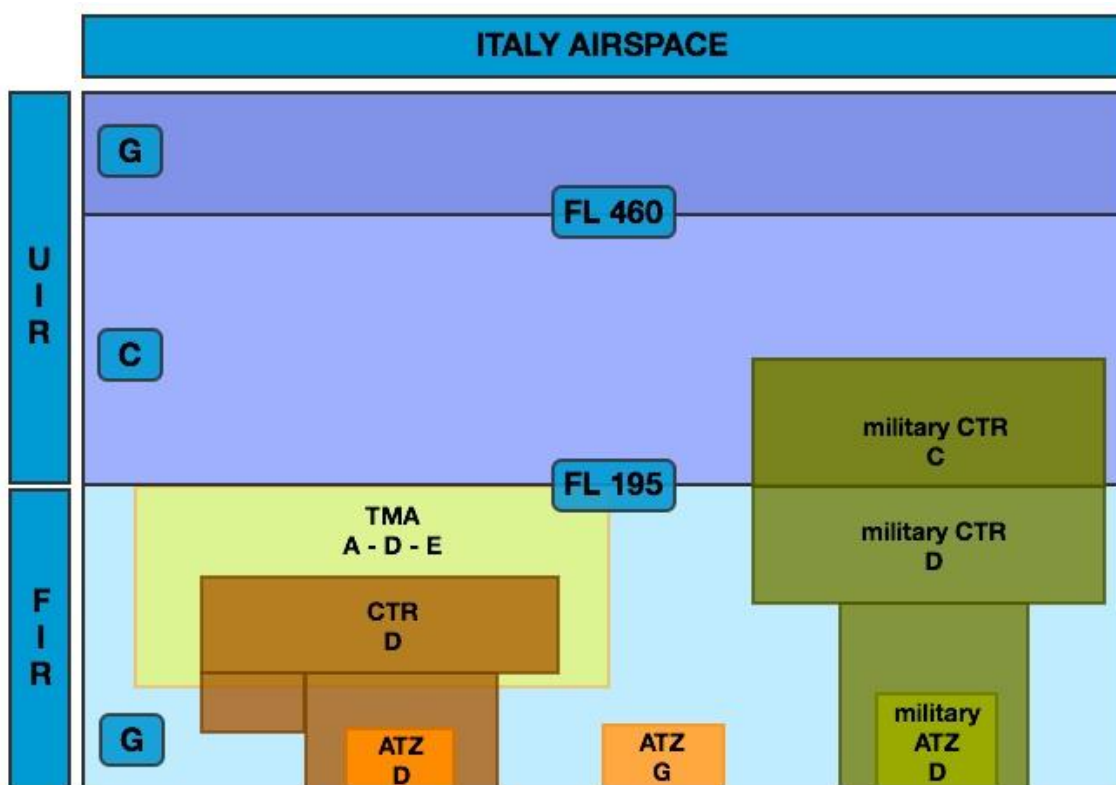 ITALY AIRSPACE
U
I
R
G
FL 460
C
military CTR
C
FL 195
F
I
R
TMA
A - D - E
military CTR
D
CTR
D
G
ATZ
D
ATZ
G
military
ATZ
D